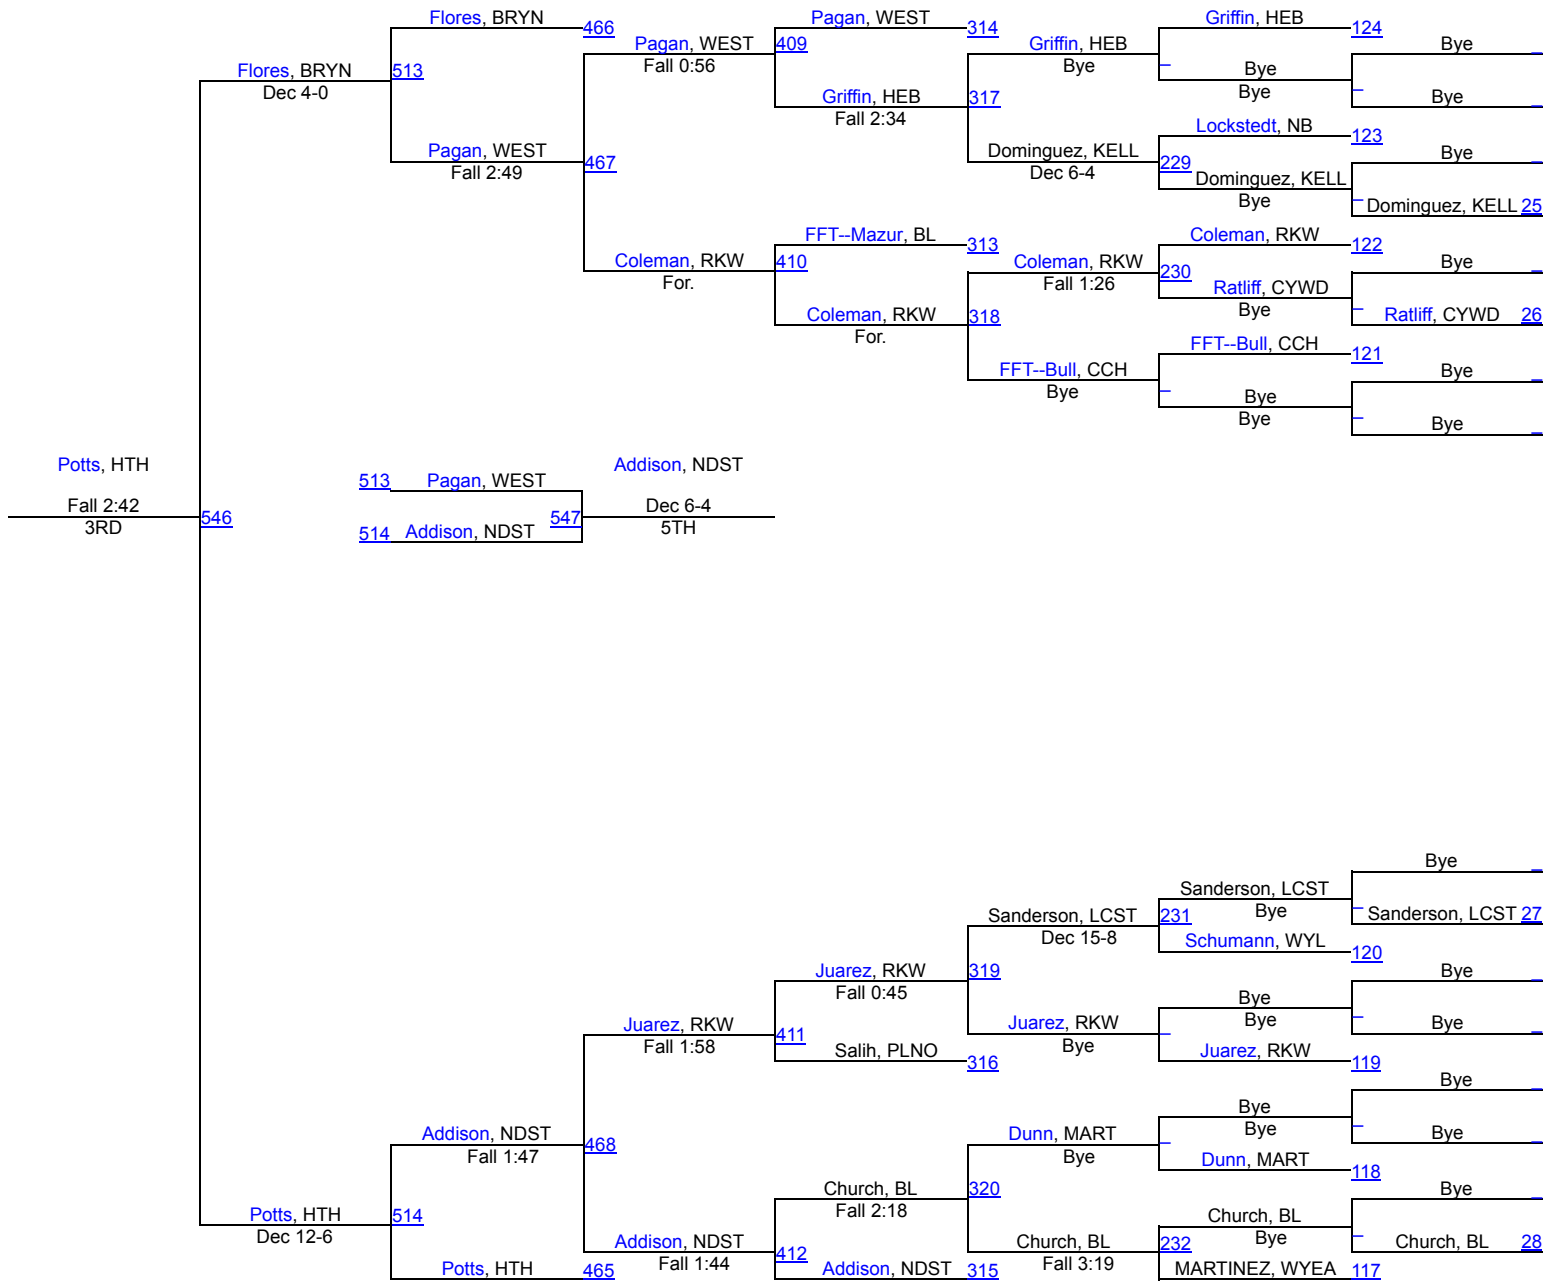 Flores, BRYN 466 Pagan, WEST 314 Griffin, HEB 124
Pagan, WEST 409 Griffin, HEB Bye _
Flores, BRYN 513 Fall 0:56 Bye _ Bye
Dec 4-0 Griffin, HEB 317 Bye _ Bye _
Fall 2:34
Lockstedt, NB 123
Pagan, WEST 467 Dominguez, KELL 229 Bye _
Fall 2:49 Dec 6-4 Dominguez, KELL
Bye _ Dominguez, KELL 25
FFT--Mazur, BL 313 Coleman, RKW 122
Coleman, RKW 410 Coleman, RKW 230 Bye _
For. Fall 1:26 Ratliff, CYWD
Coleman, RKW 318 Bye _ Ratliff, CYWD 26
For.
FFT--Bull, CCH 121
FFT--Bull, CCH _ Bye _
Bye Bye
Bye _ Bye _
Potts, HTH Addison, NDST
513 Pagan, WEST
Fall 2:42 546 547 Dec 6-4
3RD 5TH
514 Addison, NDST
Bye _
Sanderson, LCST
Sanderson, LCST 231 Bye _ Sanderson, LCST 27
Dec 15-8 Schumann, WYL 120
Juarez, RKW 319 Bye _
Fall 0:45 Bye
Juarez, RKW 411 Juarez, RKW _ Bye _ Bye _
Fall 1:58 Salih, PLNO 316 Bye Juarez, RKW 119
Bye _
Bye
Addison, NDST 468 Dunn, MART _ Bye _ Bye _
Fall 1:47 Bye Dunn, MART 118
Church, BL 320 Bye _
Potts, HTH 514 Fall 2:18 Church, BL
Dec 12-6 Addison, NDST 412 Church, BL 232 Bye _ Church, BL 28
Potts, HTH 465 Fall 1:44 Addison, NDST 315 Fall 3:19 MARTINEZ, WYEA 117